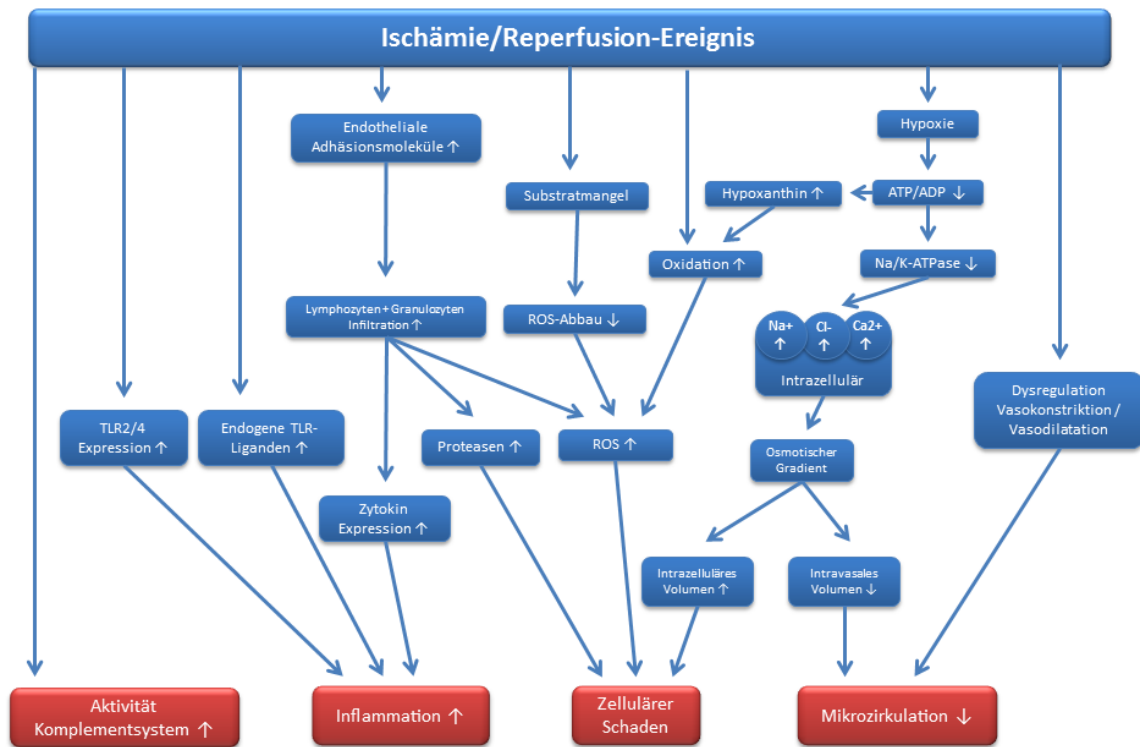 Ischämie/Reperfusion-Ereignis
Endotheliale
Adhäsionsmoleküle ↑
Hypoxie
Substratmangel
Hypoxanthin ↑
ATP/ADP ↓
Oxidation ↑
Na/K-ATPase ↓
Lymphozyten + Granulozyten
Infiltration ↑
ROS-Abbau ↓
Na+
↑
Cl-
↑
Ca2+
↑
Intrazellulär
Dysregulation
Vasokonstriktion /
Vasodilatation
TLR2/4
Expression ↑
Endogene TLR-
Liganden ↑
Proteasen ↑
ROS ↑
Osmotischer
Gradient
Zytokin
Expression ↑
Intrazelluläres
Volumen ↑
Intravasales
Volumen ↓
Aktivität
Komplementsystem ↑
Inflammation ↑
Zellulärer
Schaden
Mikrozirkulation ↓